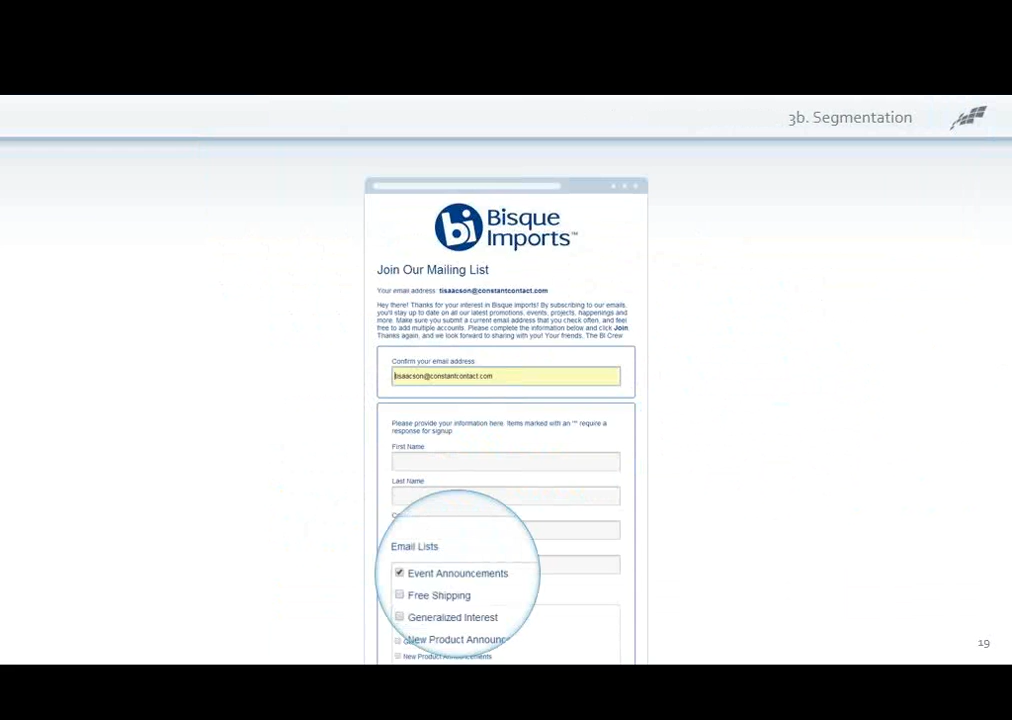 3b. Segmentation
bi Bisque
Imports™
Join Our Mailing List
Your email address: tisaacson@constantcontact.com
Hey there! Thanks for your interest in Bisque Imports! By subscribing to our emails,
you'll stay up to date on all our latest promotions, events, projects, happenings and
more. Make sure you submit a current email address that you check often, and feel
free to add multiple accounts. Please complete the information below and click Join.
Thanks again, and we look forward to sharing with you! Your friends, The BI Crew
Confirm your email address
tisaacson@constantcontact.com
Please provide your information here. Items marked with an "*" require a
response for signup
First Name
Last Name
Email Lists
Event Announcements
Free Shipping
Generalized Interest
New Product Announc
New Product Announcements
19